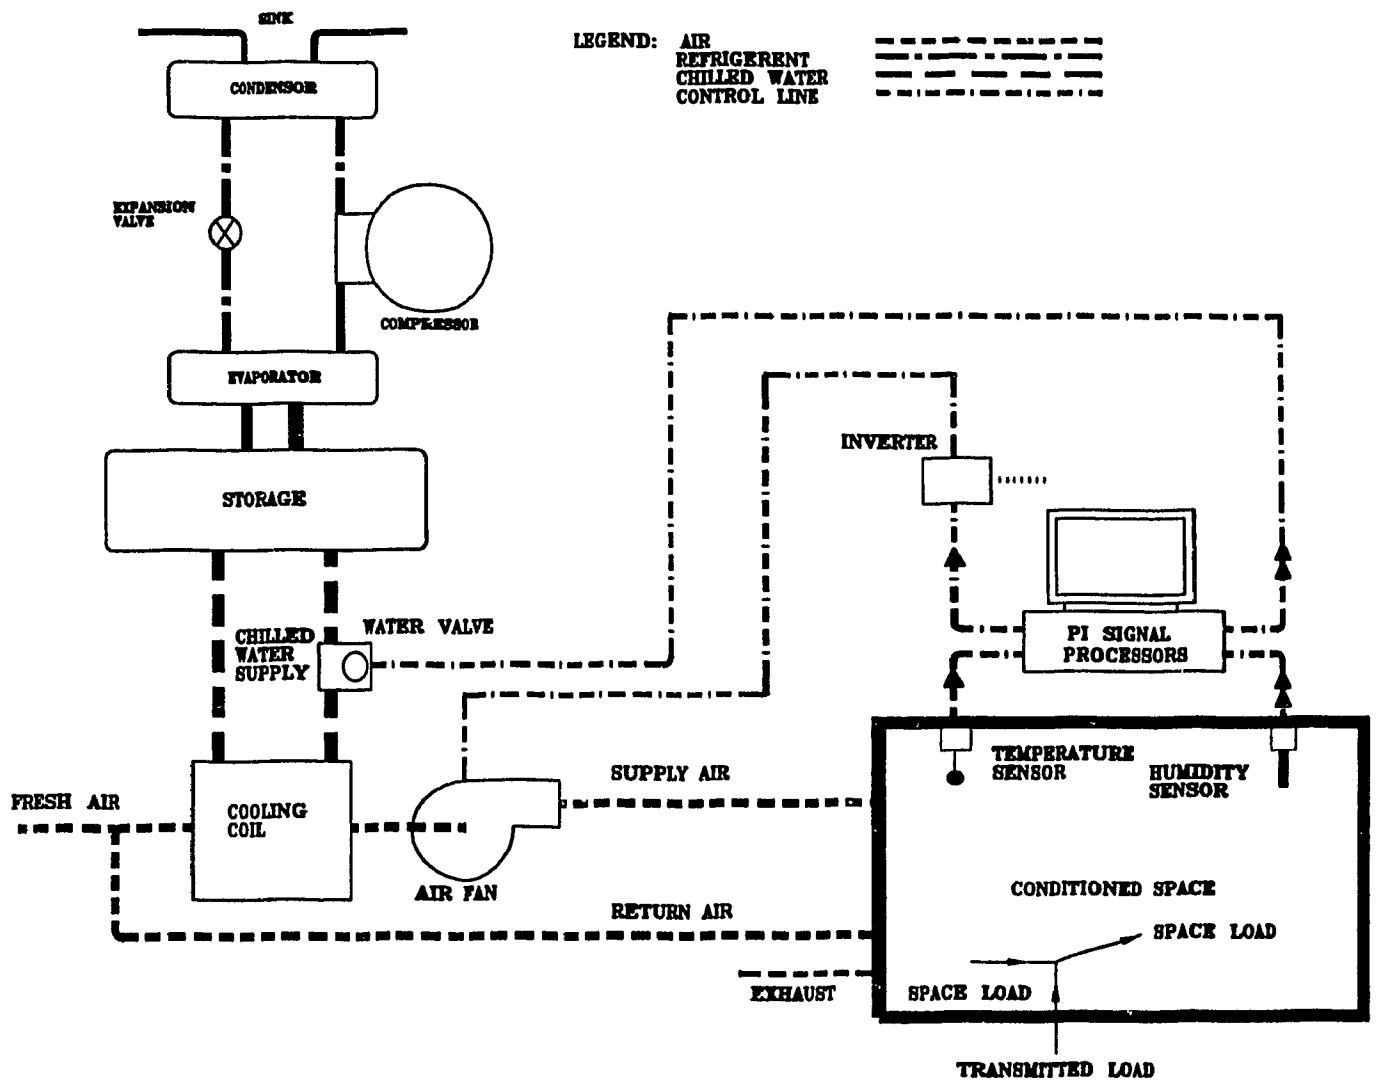 SINK
LEGEND: AIR
REFRIGERENT
CHILLED WATER
CONTROL LINE
CONDENSOR
EXPANSION
VALVE
COMPRESSOR
EVAPORATOR
INVERTER
STORAGE
WATER VALVE
CHILLED
WATER
SUPPLY
PI SIGNAL
PROCESSORS
TEMPERATURE
SENSOR
HUMIDITY
SENSOR
SUPPLY AIR
FRESH AIR
COOLING
COIL
AIR FAN
RETURN AIR
CONDITIONED SPACE
SPACE LOAD
EXHAUST
SPACE LOAD
TRANSMITTED LOAD